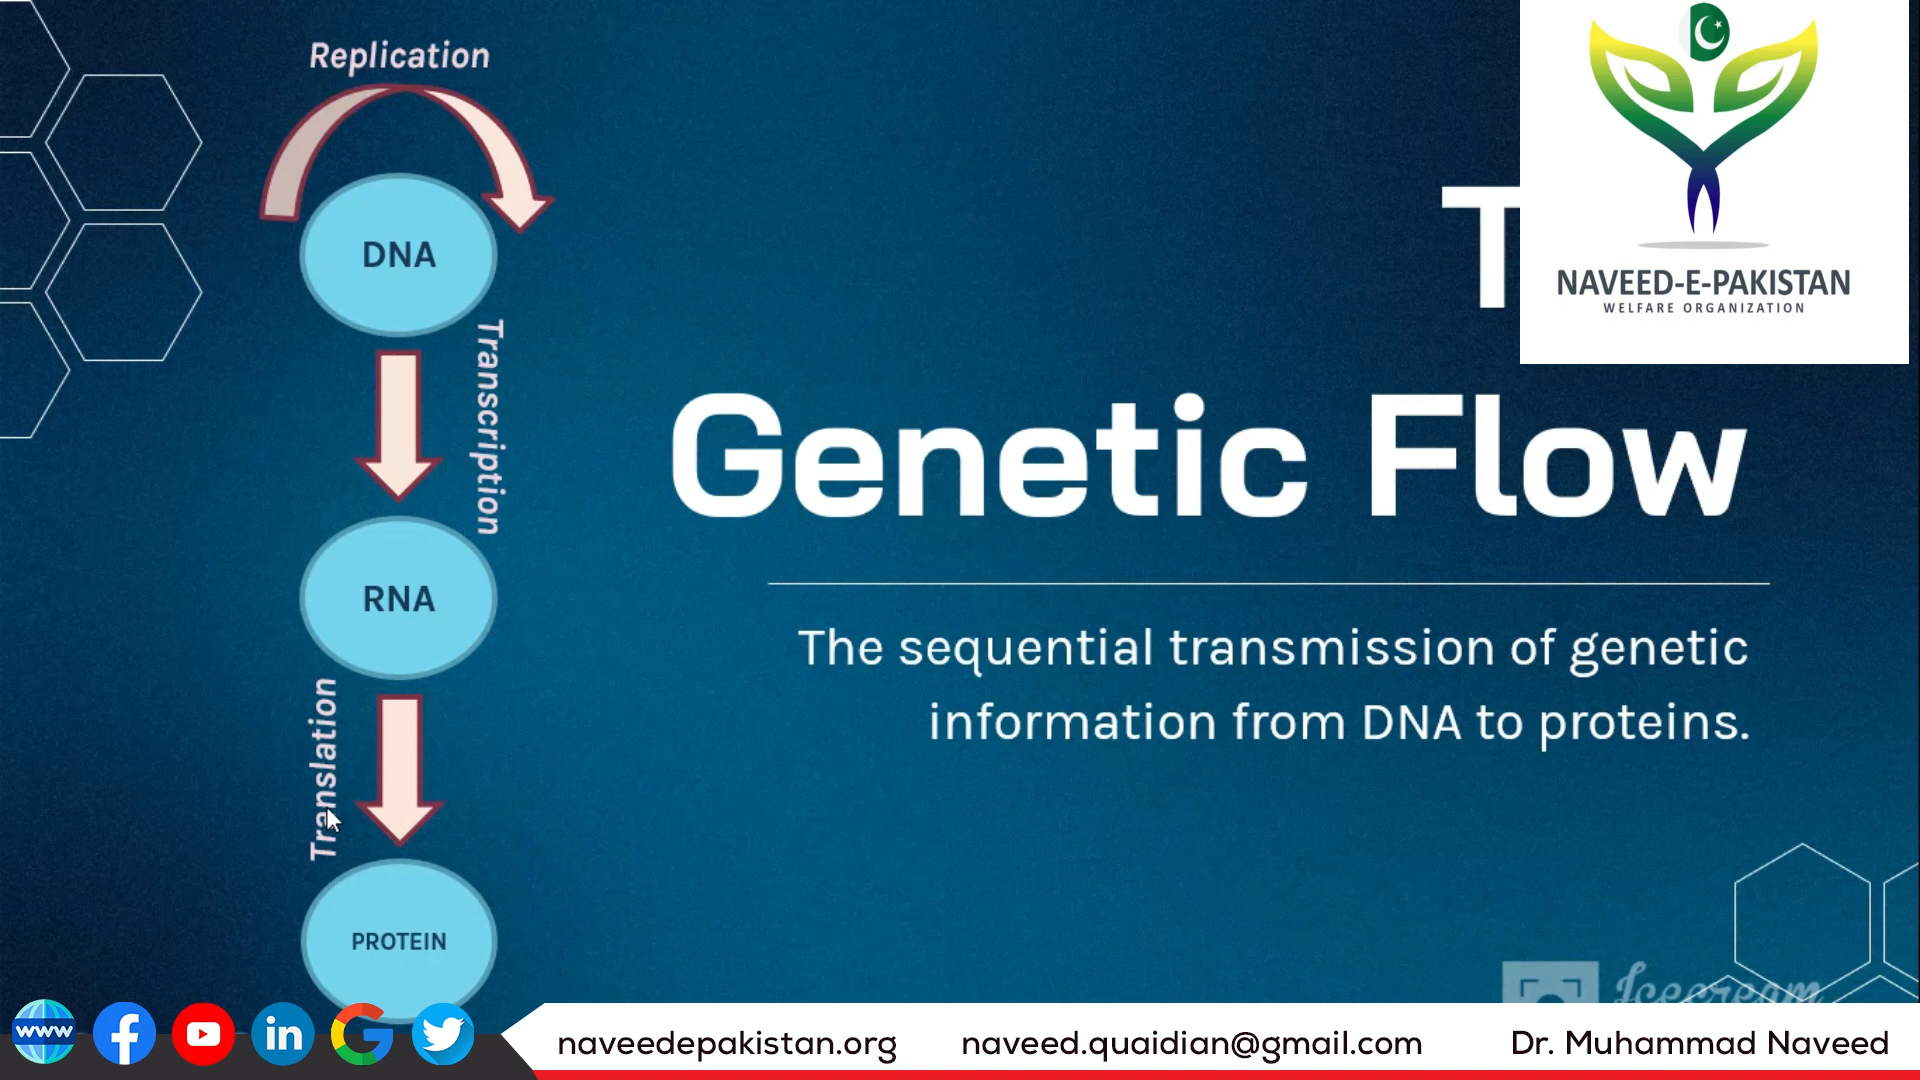 Replication
DNA
Transcription
RNA
Translation
PROTEIN
T
Genetic Flow
The sequential transmission of genetic
information from DNA to proteins.
NAVEED-E-PAKISTAN
WELFARE ORGANIZATION
Icecream
www
naveedepakistan.org
naveed.quaidian@gmail.com
Dr. Muhammad Naveed